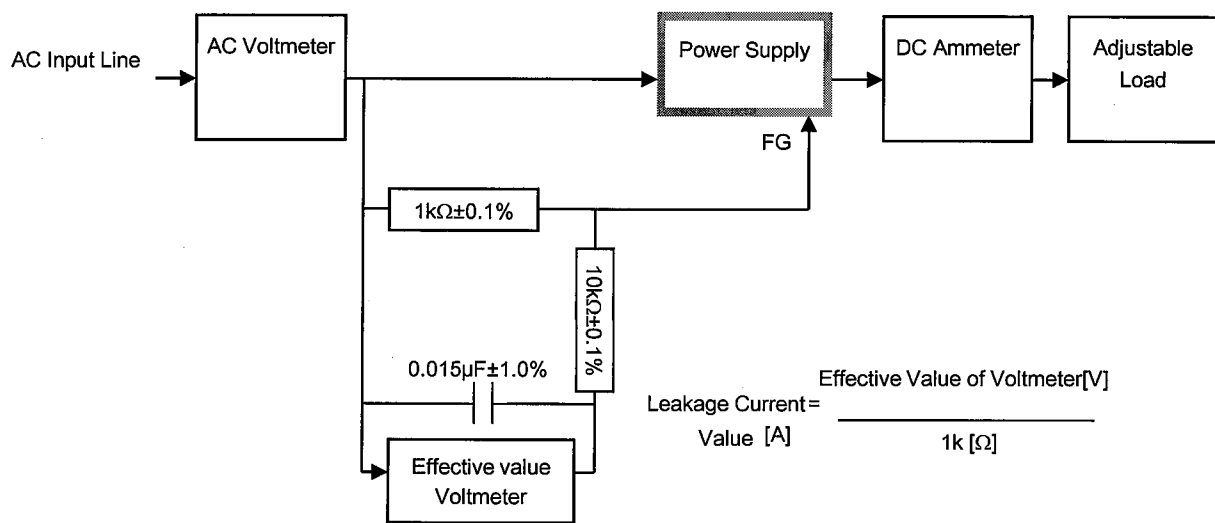 AC Input Line
AC Voltmeter
Power Supply
DC Ammeter
Adjustable
Load
FG
1kΩ±0.1%
10kΩ±0.1%
0.015µF±1.0%
Effective value
Voltmeter
Leakage Current=
Value [A]
Effective Value of Voltmeter[V]
1k [Ω]